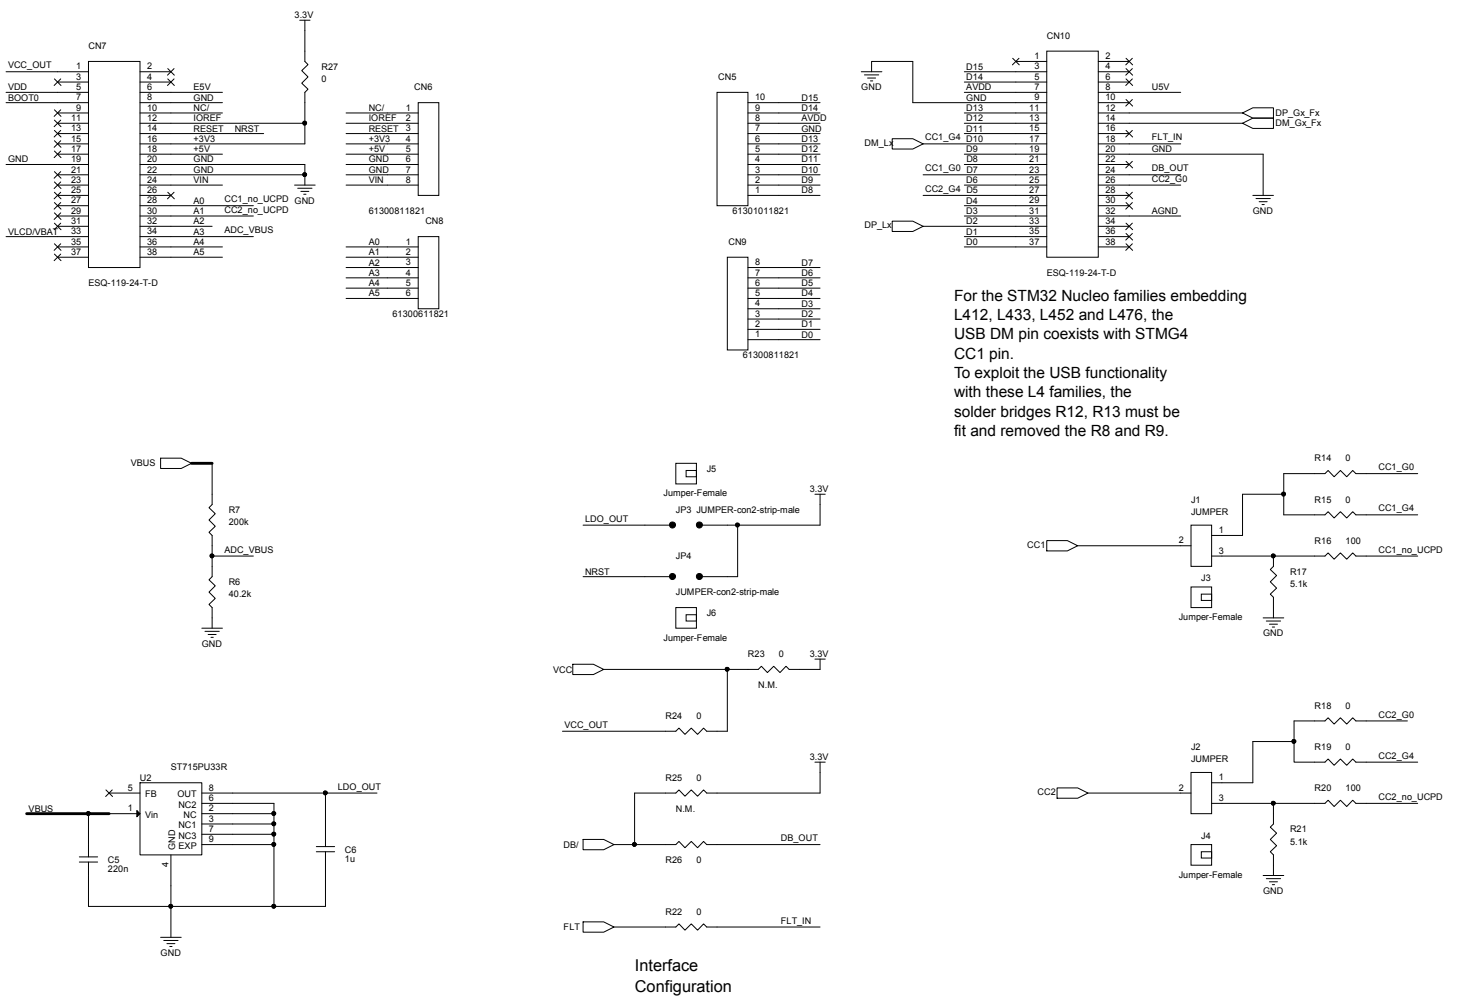 3.3V
R27
0
CN7
VCC_OUT 1 2
3 4
VDD 5 6 E5V
BOOT0 7 8 GND
9 10 NC/
11 12 IOREF
13 14 RESET NRST
15 16 +3V3
17 18 +5V
GND 19 20 GND
21 22 GND
23 24 VIN
25 26
27 28 A0 CC1_no_UCPD
29 30 A1 CC2_no_UCPD
31 32 A2
VLCD/VBAT 33 34 A3 ADC_VBUS
35 36 A4
37 38 A5
ESQ-119-24-T-D
GND
CN6
NC/ 1
IOREF 2
RESET 3
+3V3 4
+5V 5
GND 6
GND 7
VIN 8
61300811821
CN8
A0 1
A1 2
A2 3
A3 4
A4 5
A5 6
61300611821
CN5
10 D15
9 D14
8 AVDD
7 GND
6 D13
5 D12
4 D11
3 D10
2 D9
1 D8
61301011821
CN9
8 D7
7 D6
6 D5
5 D4
4 D3
3 D2
2 D1
1 D0
61300811821
CN10
1 2
D15 3 4
D14 5 6
AVDD 7 8 U5V
GND 9 10
D13 11 12 DP_Gx_Fx
D12 13 14 DM_Gx_Fx
D11 15 16
DM_Lx CC1_G4 D10 17 18 FLT_IN
D9 19 20 GND
D8 21 22
CC1_G0 D7 23 24 DB_OUT
D6 25 26 CC2_G0
CC2_G4 D5 27 28
D4 29 30
D3 31 32 AGND
DP_Lx D2 33 34
D1 35 36
D0 37 38
ESQ-119-24-T-D
GND
GND
For the STM32 Nucleo families embedding
L412, L433, L452 and L476, the
USB DM pin coexists with STMG4
CC1 pin.
To exploit the USB functionality
with these L4 families, the
solder bridges R12, R13 must be
fit and removed the R8 and R9.
VBUS
R7
200k
ADC_VBUS
R6
40.2k
GND
J5
Jumper-Female
3.3V
JP3 JUMPER-con2-strip-male
LDO_OUT
JP4
NRST
JUMPER-con2-strip-male
J6
Jumper-Female
R23 0 3.3V
VCC
N.M.
R24 0
VCC_OUT
3.3V
R25 0
N.M.
DB/ DB_OUT
R26 0
R22 0
FLT FLT_IN
Interface
Configuration
R14 0 CC1_G0
J1
JUMPER
R15 0 CC1_G4
1
CC1 2
3
R16 100 CC1_no_UCPD
R17
5.1k
J3
Jumper-Female
GND
R18 0 CC2_G0
J2
JUMPER
R19 0 CC2_G4
1
CC2 2
3
R20 100 CC2_no_UCPD
R21
5.1k
J4
Jumper-Female
GND
ST715PU33R
U2
5 FB OUT 8 LDO_OUT
NC2 6
VBUS 1 Vin NC 2
NC1 3
NC3 7
GND EXP 9
4
C5
220n
C6
1u
GND